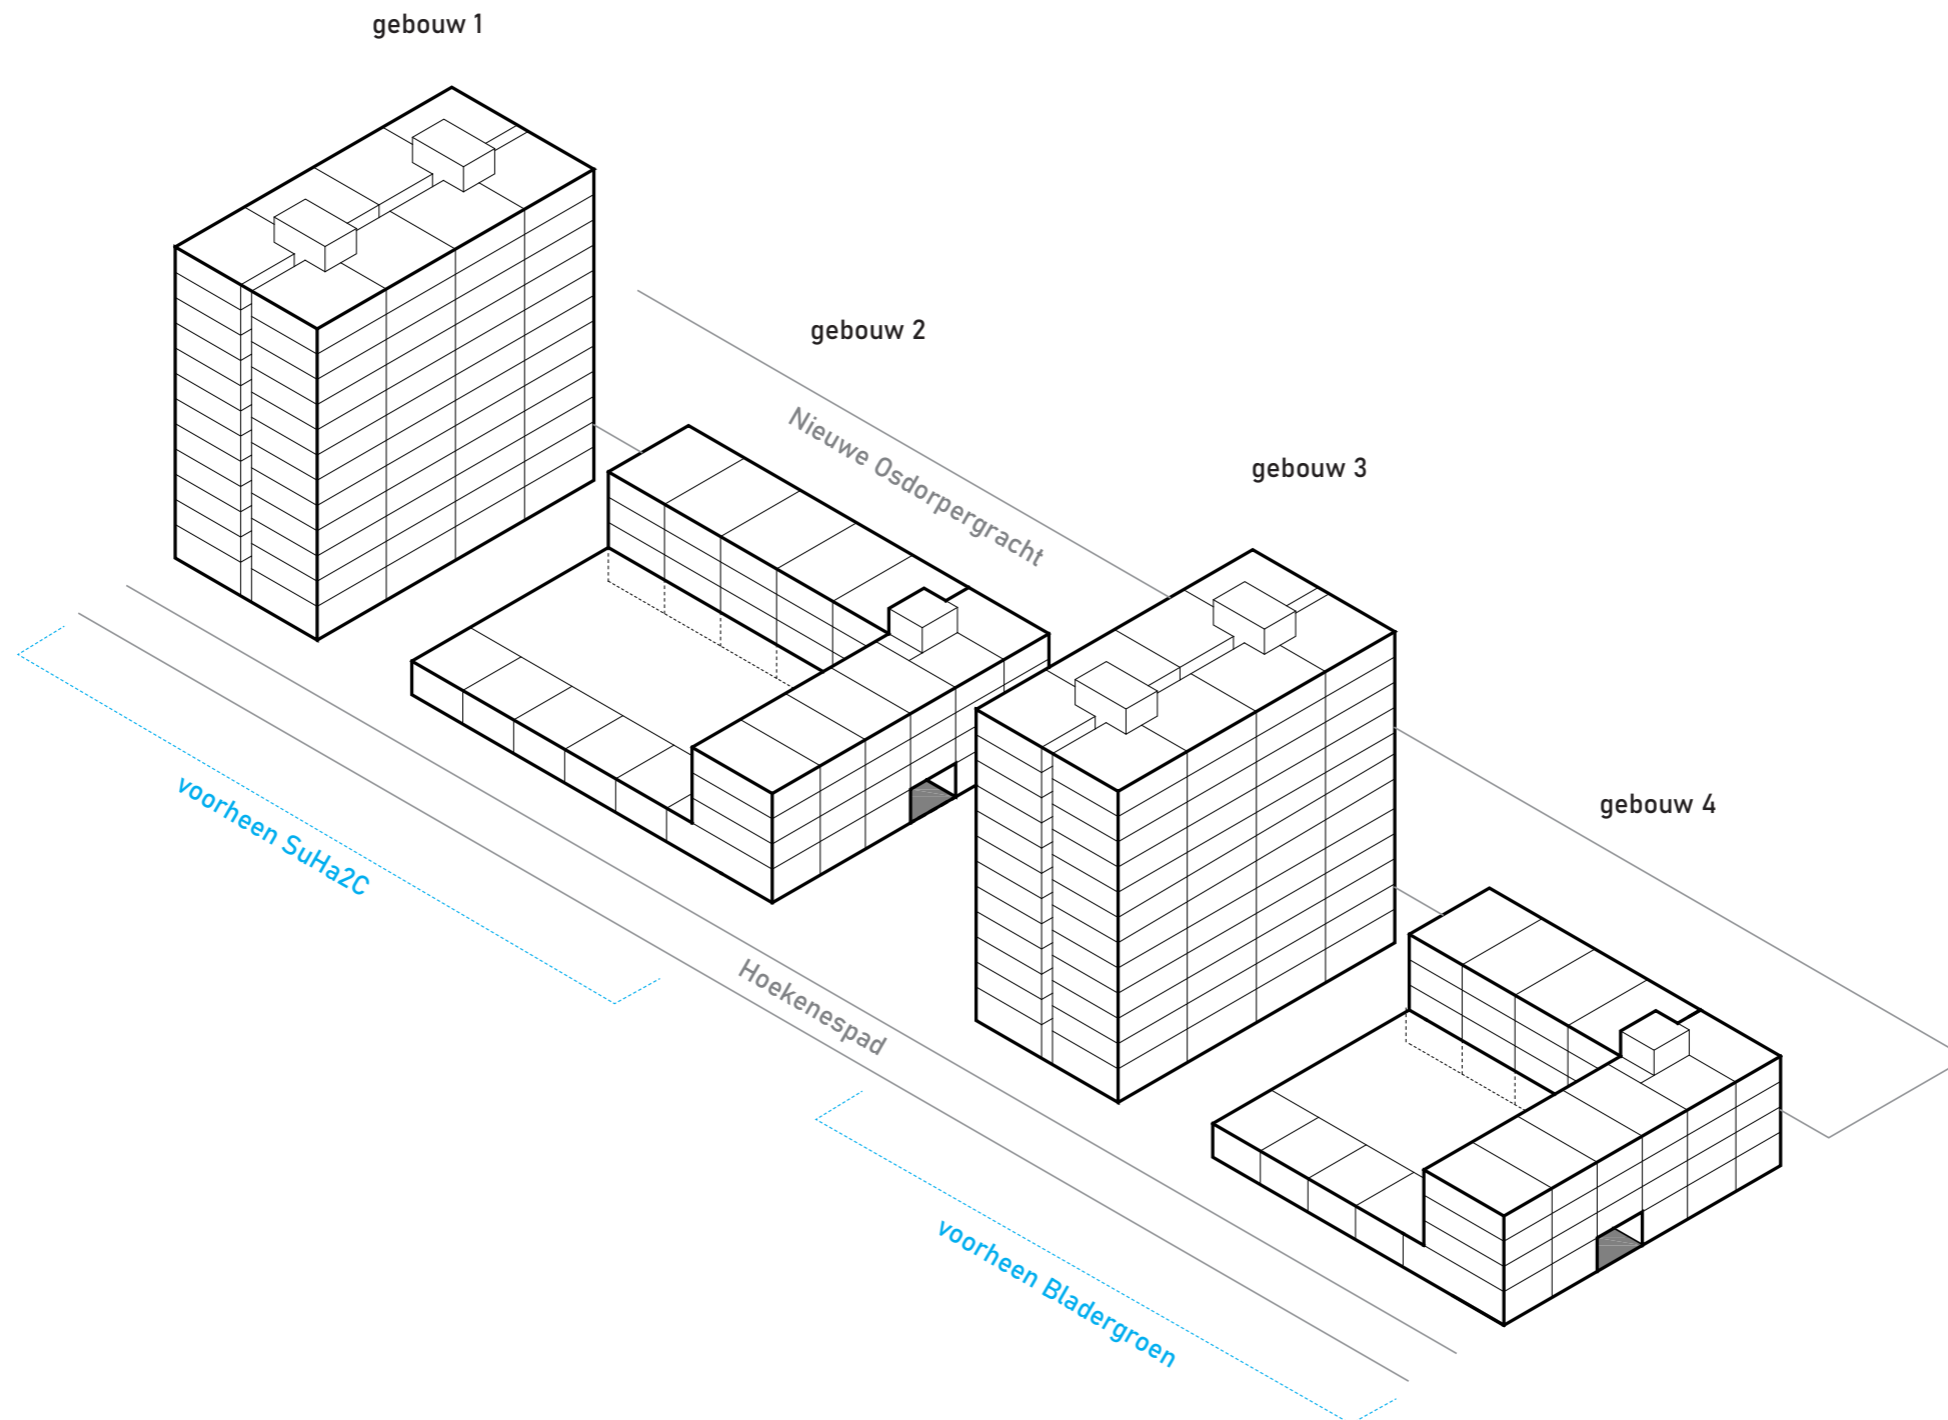 gebouw 1
gebouw 2
Nieuwe Osdorpergracht
gebouw 3
gebouw 4
voorheen SuHa2C
Hoekenespad
voorheen Bladergroen